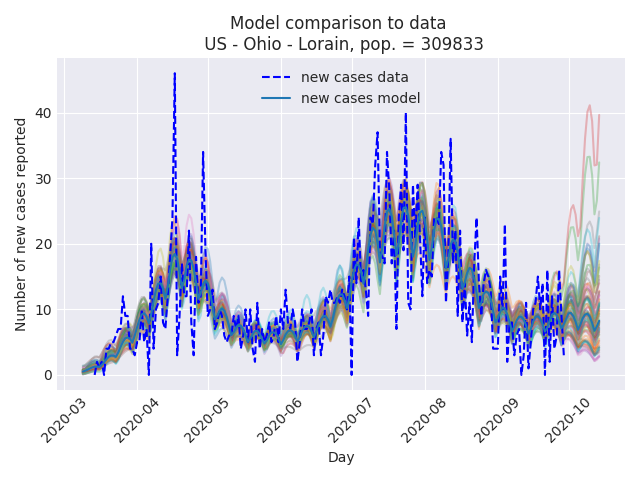 Model comparison to data
US - Ohio - Lorain, pop. = 309833
new cases data
new cases model
Number of new cases reported
40
30
20
10
0
2020-03
2020-04
2020-05
2020-06
2020-07
2020-08
2020-09
2020-10
Day